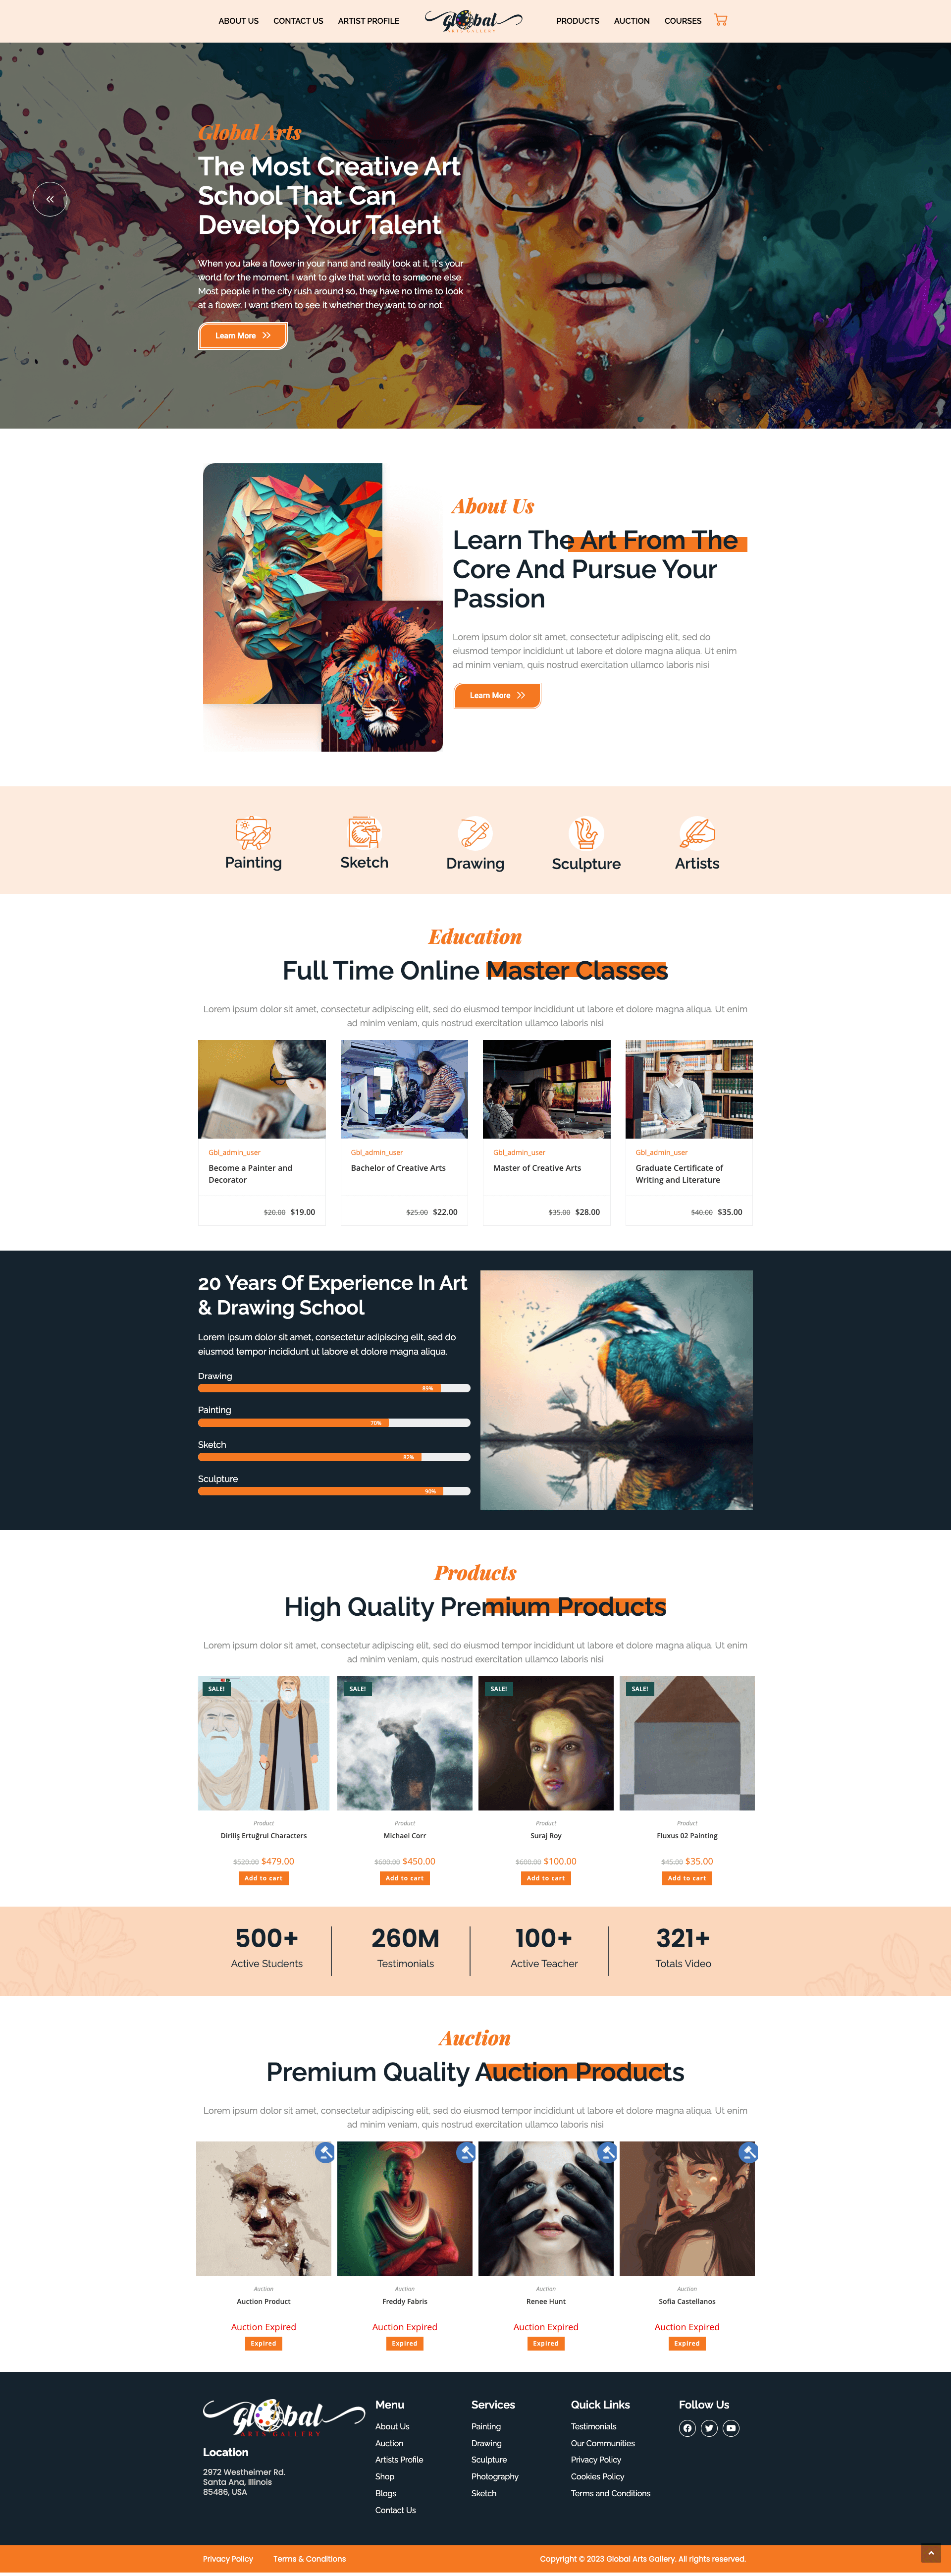 ABOUT US CONTACT US ARTIST PROFILE
Global
ARTS GALLERY
PRODUCTS AUCTION COURSES
Global Arts
The Most Creative Art
School That Can
Develop Your Talent
When you take a flower in your hand and really look at it, it's your
world for the moment. I want to give that world to someone else.
Most people in the city rush around so, they have no time to look
at a flower. I want them to see it whether they want to or not.
Learn More
About Us
Learn The Art From The
Core And Pursue Your
Passion
Lorem ipsum dolor sit amet, consectetur adipiscing elit, sed do
eiusmod tempor incididunt ut labore et dolore magna aliqua. Ut enim
ad minim veniam, quis nostrud exercitation ullamco laboris nisi
Learn More
Painting
Sketch
Drawing
Sculpture
Artists
Education
Full Time Online Master Classes
Lorem ipsum dolor sit amet, consectetur adipiscing elit, sed do eiusmod tempor incididunt ut labore et dolore magna aliqua. Ut enim
ad minim veniam, quis nostrud exercitation ullamco laboris nisi
Gbl_admin_user
Become a Painter and
Decorator
$20.00 $19.00
Gbl_admin_user
Bachelor of Creative Arts
$25.00 $22.00
Gbl_admin_user
Master of Creative Arts
$35.00 $28.00
Gbl_admin_user
Graduate Certificate of
Writing and Literature
$40.00 $35.00
20 Years Of Experience In Art
& Drawing School
Lorem ipsum dolor sit amet, consectetur adipiscing elit, sed do
eiusmod tempor incididunt ut labore et dolore magna aliqua.
Drawing
89%
Painting
70%
Sketch
82%
Sculpture
90%
Products
High Quality Premium Products
Lorem ipsum dolor sit amet, consectetur adipiscing elit, sed do eiusmod tempor incididunt ut labore et dolore magna aliqua. Ut enim
ad minim veniam, quis nostrud exercitation ullamco laboris nisi
SALE!
Product
Diriliş Ertuğrul Characters
$520.00 $479.00
Add to cart
SALE!
Product
Michael Corr
$600.00 $450.00
Add to cart
SALE!
Product
Suraj Roy
$600.00 $100.00
Add to cart
SALE!
Product
Fluxus 02 Painting
$45.00 $35.00
Add to cart
500+
Active Students
260M
Testimonials
100+
Active Teacher
321+
Totals Video
Auction
Premium Quality Auction Products
Lorem ipsum dolor sit amet, consectetur adipiscing elit, sed do eiusmod tempor incididunt ut labore et dolore magna aliqua. Ut enim
ad minim veniam, quis nostrud exercitation ullamco laboris nisi
Auction
Auction Product
Auction Expired
Expired
Auction
Freddy Fabris
Auction Expired
Expired
Auction
Renee Hunt
Auction Expired
Expired
Auction
Sofia Castellanos
Auction Expired
Expired
Global
ARTS GALLERY
Location
2972 Westheimer Rd.
Santa Ana, Illinois
85486, USA
Menu
About Us
Auction
Artists Profile
Shop
Blogs
Contact Us
Services
Painting
Drawing
Sculpture
Photography
Sketch
Quick Links
Testimonials
Our Communities
Privacy Policy
Cookies Policy
Terms and Conditions
Follow Us
Privacy Policy Terms & Conditions
Copyright © 2023 Global Arts Gallery. All rights reserved.